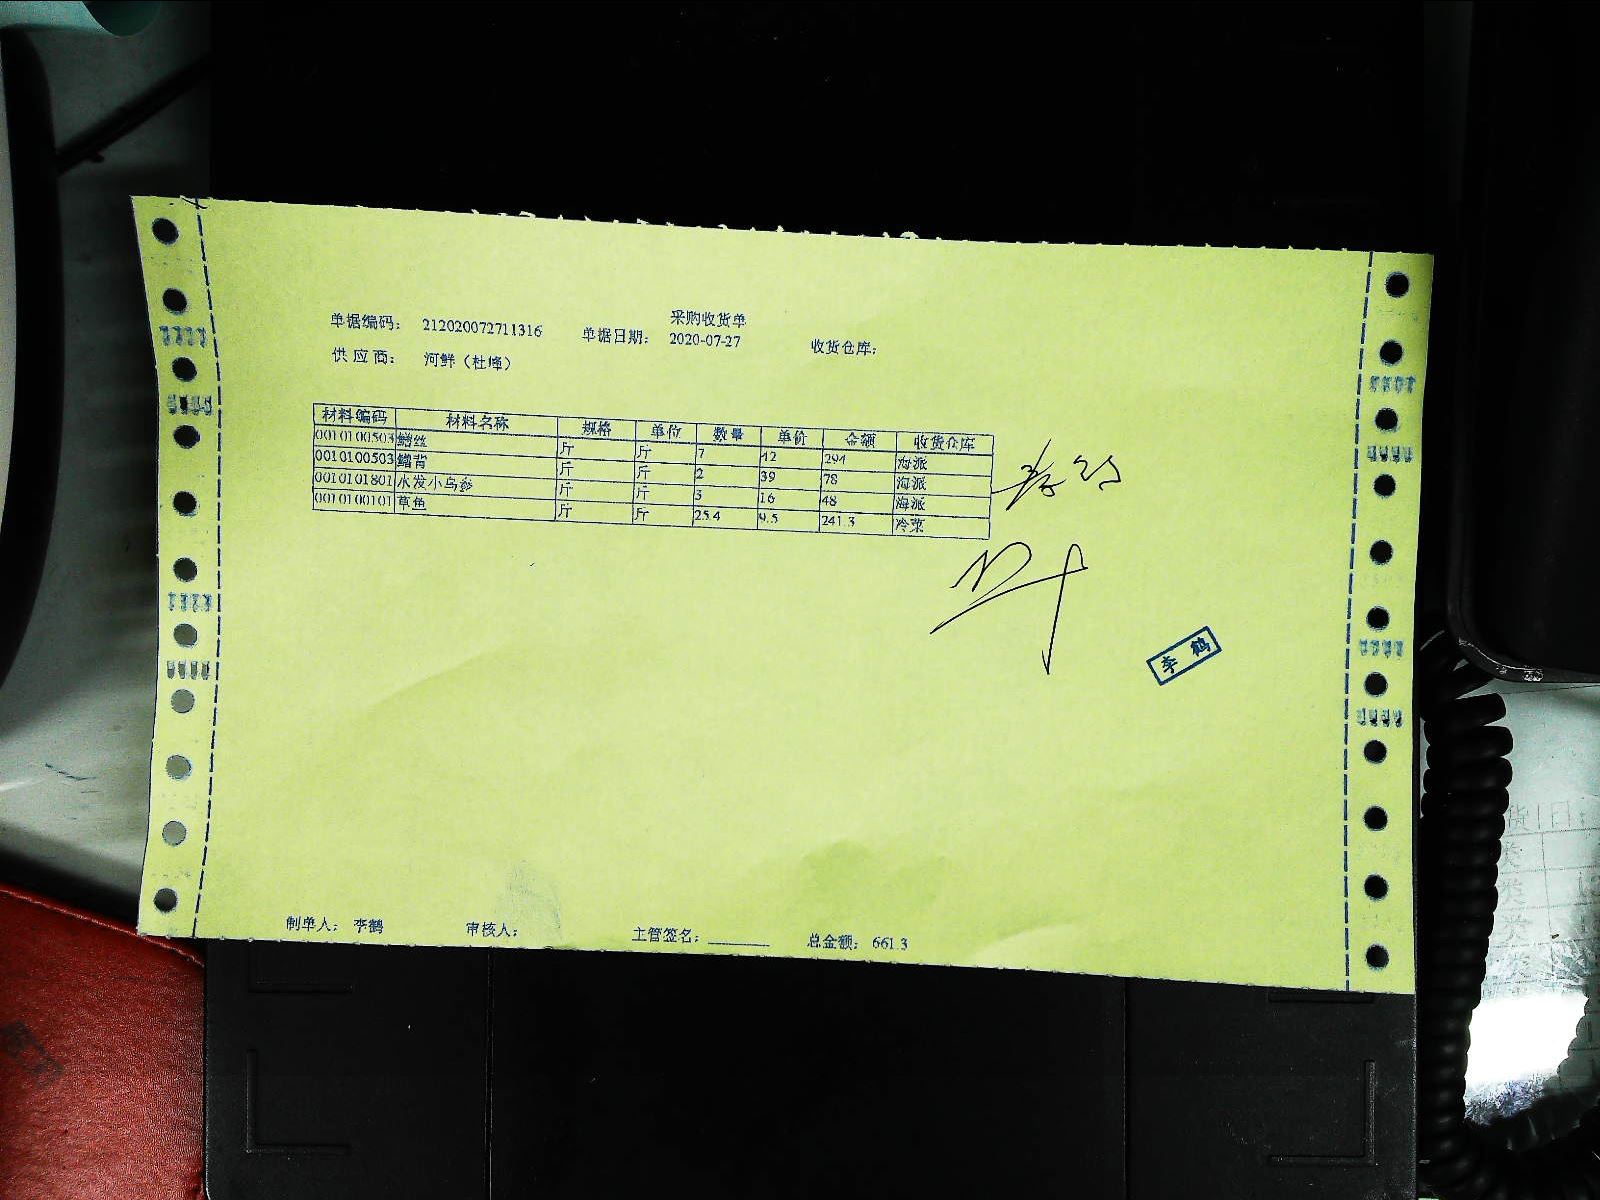 采购收货单
单据编码： 212020072711316 单据日期： 2020-07-27 收货仓库：
供应商： 河鲜（杜峰）
材料编码 材料名称 规格 单位 数量 单价 金额 收货仓库
0010100503 鳝丝 斤 斤 7 42 294 海派
0010100503 鳝背 斤 斤 2 39 78 海派
0010101801 水发小乌参 斤 斤 3 16 48 海派
0010100101 草鱼 斤 斤 25.4 9.5 241.3 冷菜
李鹤
制单人： 李鹤 审核人： 主管签名： 总金额： 661.3